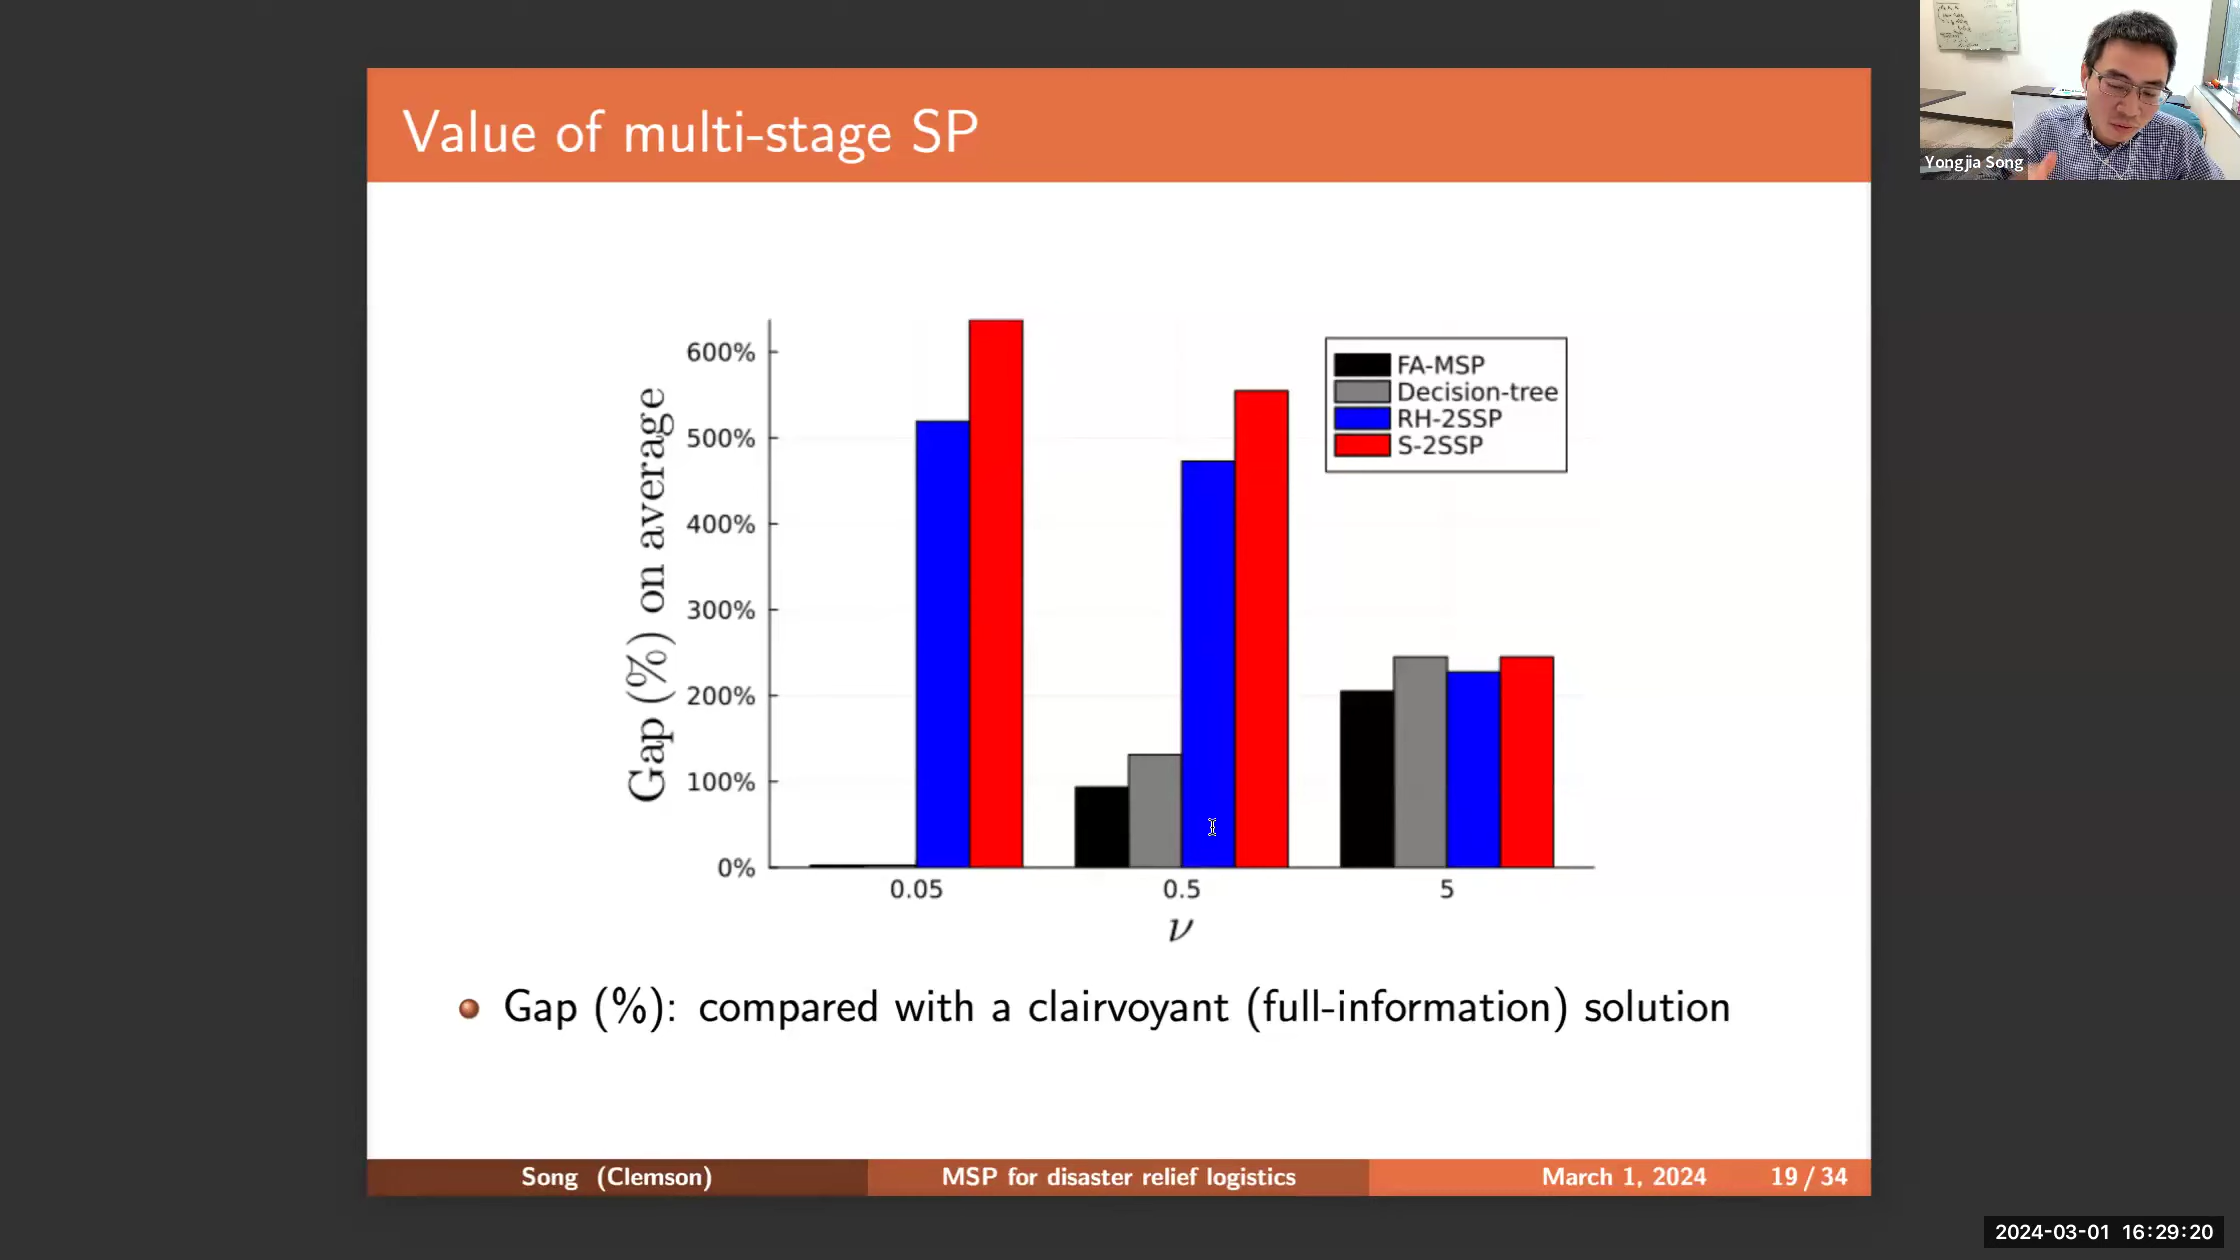 Value of multi-stage SP
Yongjia Song
600%
500%
400%
300%
200%
100%
0%
Gap (%) on average
FA-MSP
Decision-tree
RH-2SSP
S-2SSP
0.05 0.5 5
ν
Gap (%): compared with a clairvoyant (full-information) solution
Song (Clemson) MSP for disaster relief logistics March 1, 2024 19 / 34
2024-03-01 16:29:20